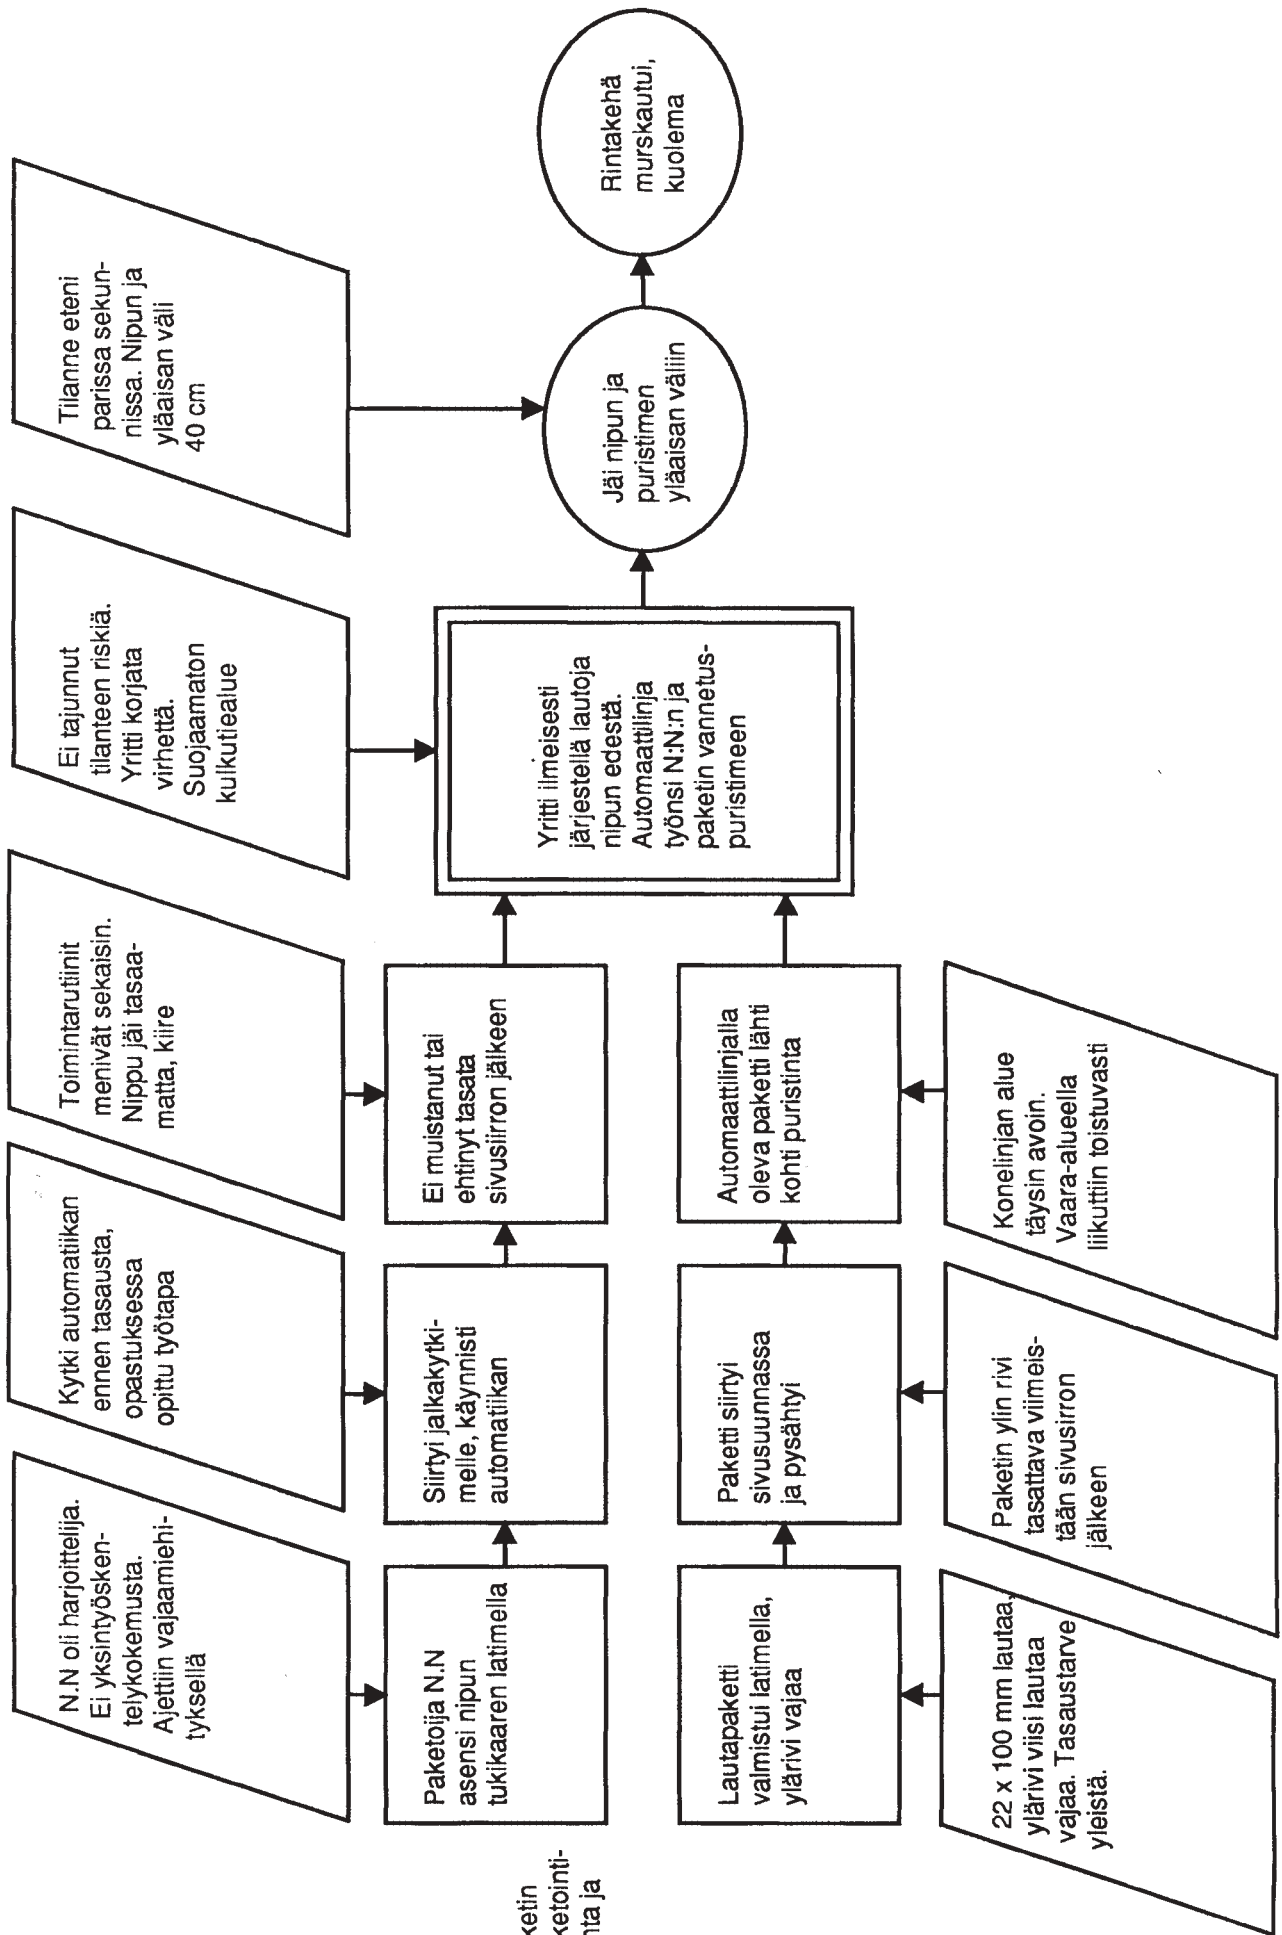 N.N oli harjoittelija.
Ei yksintyösken-
telykokemusta.
Ajettiin vajaamiehi-
tyksellä
Kytki automatiikan
ennen tasausta,
opastuksessa
opittu työtapa
Toimintarutiinit
menivät sekaisin.
Nippu jäi tasaa-
matta, kiire
Ei tajunnut
tilanteen riskiä.
Yritti korjata
virhettä.
Suojaamaton
kulkutiealue
Tilanne eteni
parissa sekun-
nissa. Nipun ja
yläaisan väli
40 cm
Paketoija N.N
asensi nipun
tukikaaren latimella
Siirtyi jalkakytki-
melle, käynnisti
automatiikan
Ei muistanut tai
ehtinyt tasata
sivusiirron jälkeen
Yritti ilmeisesti
järjestellä lautoja
nipun edestä.
Automaattilinja
työnsi N:N:n ja
paketin vannetus-
puristimeen
Jäi nipun ja
puristimen
yläaisan väliin
Rintakehä
murskautui,
kuolema
ketin
ketointi-
nta ja
Lautapaketti
valmistui latimella,
ylärivi vajaa
Paketti siirtyi
sivusuunnassa
ja pysähtyi
Automaattilinjalla
oleva paketti lähti
kohti puristinta
22 x 100 mm lautaa,
ylärivi viisi lautaa
vajaa. Tasaustarve
yleistä.
Paketin ylin rivi
tasattava viimeis-
tään sivusirron
jälkeen
Konelinjan alue
täysin avoin.
Vaara-alueella
liikuttiin toistuvasti